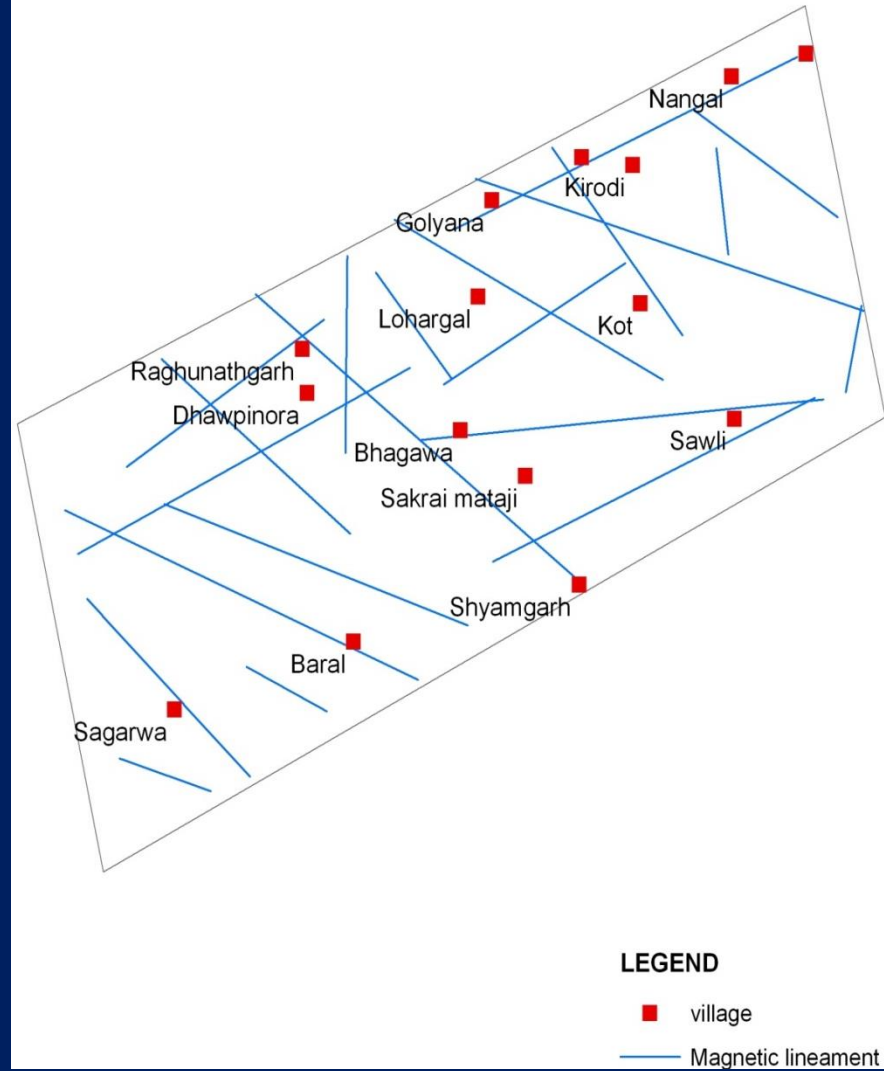 Nangal
Kirodi
Golyana
Lohargal
Kot
Raghunathgarh
Dhawpinora
Bhagawa
Sawli
Sakrai mataji
Shyamgarh
Baral
Sagarwa
LEGEND
village
Magnetic lineament